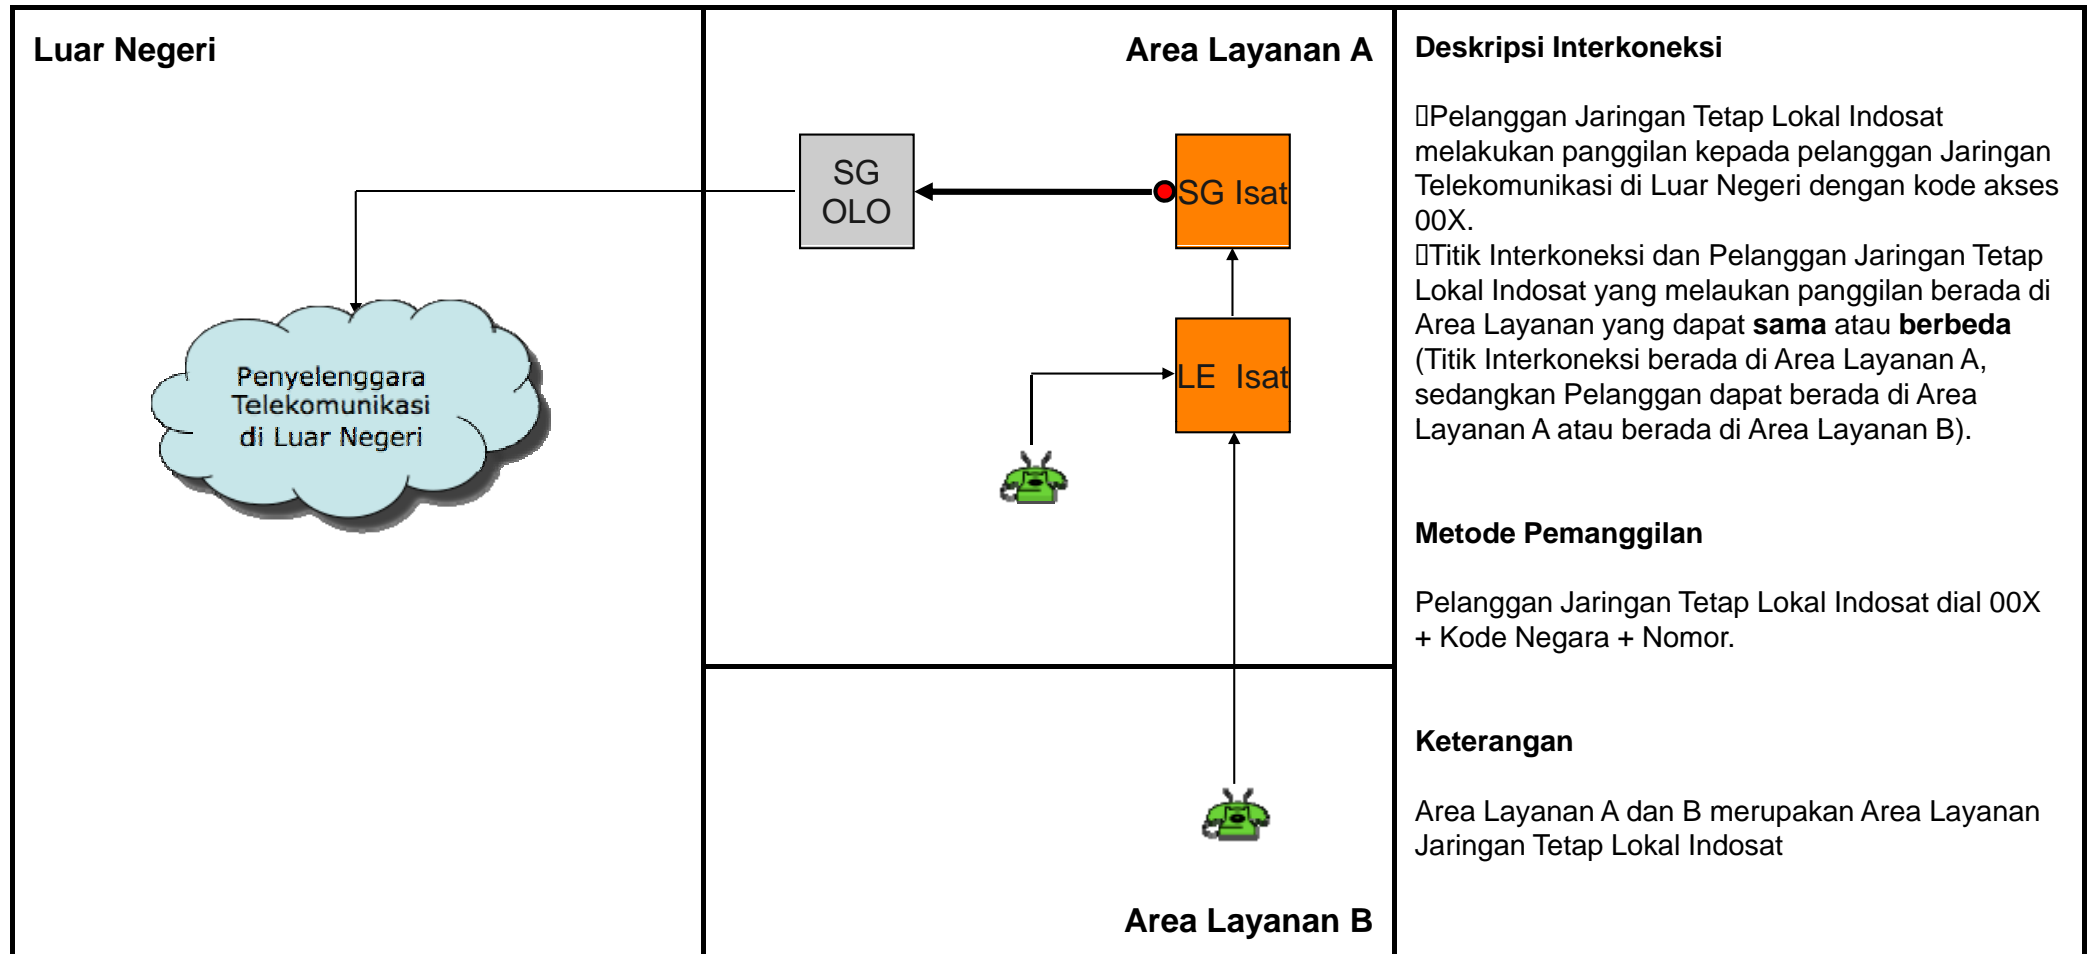 Luar Negeri
Area Layanan A
SG
OLO
SG Isat
LE Isat
Penyelenggara
Telekomunikasi
di Luar Negeri
Area Layanan B
Deskripsi Interkoneksi
Pelanggan Jaringan Tetap Lokal Indosat
melakukan panggilan kepada pelanggan Jaringan
Telekomunikasi di Luar Negeri dengan kode akses
00X.
Titik Interkoneksi dan Pelanggan Jaringan Tetap
Lokal Indosat yang melaukan panggilan berada di
Area Layanan yang dapat sama atau berbeda
(Titik Interkoneksi berada di Area Layanan A,
sedangkan Pelanggan dapat berada di Area
Layanan A atau berada di Area Layanan B).
Metode Pemanggilan
Pelanggan Jaringan Tetap Lokal Indosat dial 00X
+ Kode Negara + Nomor.
Keterangan
Area Layanan A dan B merupakan Area Layanan
Jaringan Tetap Lokal Indosat